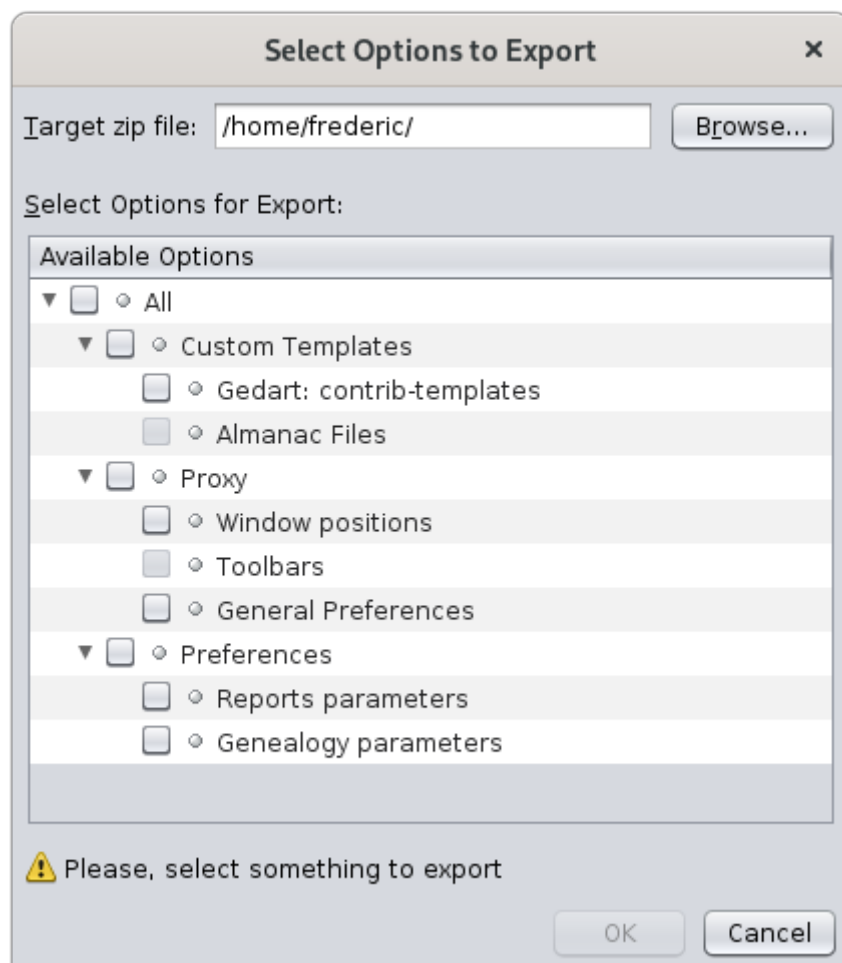 Select Options to Export
Target zip file: /home/frederic/ Browse...
Select Options for Export:
Available Options
All
Custom Templates
Gedart: contrib-templates
Almanac Files
Proxy
Window positions
Toolbars
General Preferences
Preferences
Reports parameters
Genealogy parameters
Please, select something to export
OK Cancel